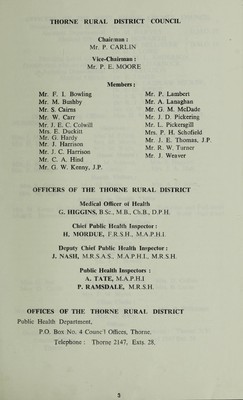 THORNE RURAL DISTRICT COUNCIL
Chairman :
Mr. P. CARLIN
Vice-Chairman :
Mr. P. E. MOORE
Members :
Mr. F. I. Bowling
Mr. M. Bushby
Mr. S. Cairns
Mr. W. Carr
Mr. J. E. C. Colwill
Mrs. E. Duckitt
Mr. G. Hardy
Mr. J. Harrison
Mr. J. C. Harrison
Mr. C. A. Hind
Mr. G. W. Kenny, J.P.
Mr. P. Lambert
Mr. A. Lanaghan
Mr. G. M. McDade
Mr. J. D. Pickering
Mr. L. Pickersgill
Mrs. P. H. Schofield
Mr. J. E. Thomas, J.P.
Mr. R. W. Turner
Mr. J. Weaver
OFFICERS OF THE THORNE RURAL DISTRICT
Medical Officer of Health
G. HIGGINS, B.Sc., M.B., Ch.B., D.P.H.
Chief Public Health Inspector :
H. MORDUE, F.R.S.H., M.A.P.H.I.
Deputy Chief Public Health Inspector :
J. NASH, M.R.S.A.S., M.A.P.H.I., M.R.S.H.
Public Health Inspectors :
A. TATE, M.A.P.H.I
P. RAMSDALE, M.R.S.H.
OFFICES OF THE THORNE RURAL DISTRICT
Public Health Department,
P.O. Box No. 4 Council Offices, Thorne.
Telephone : Thorne 2147, Exts. 28.
3